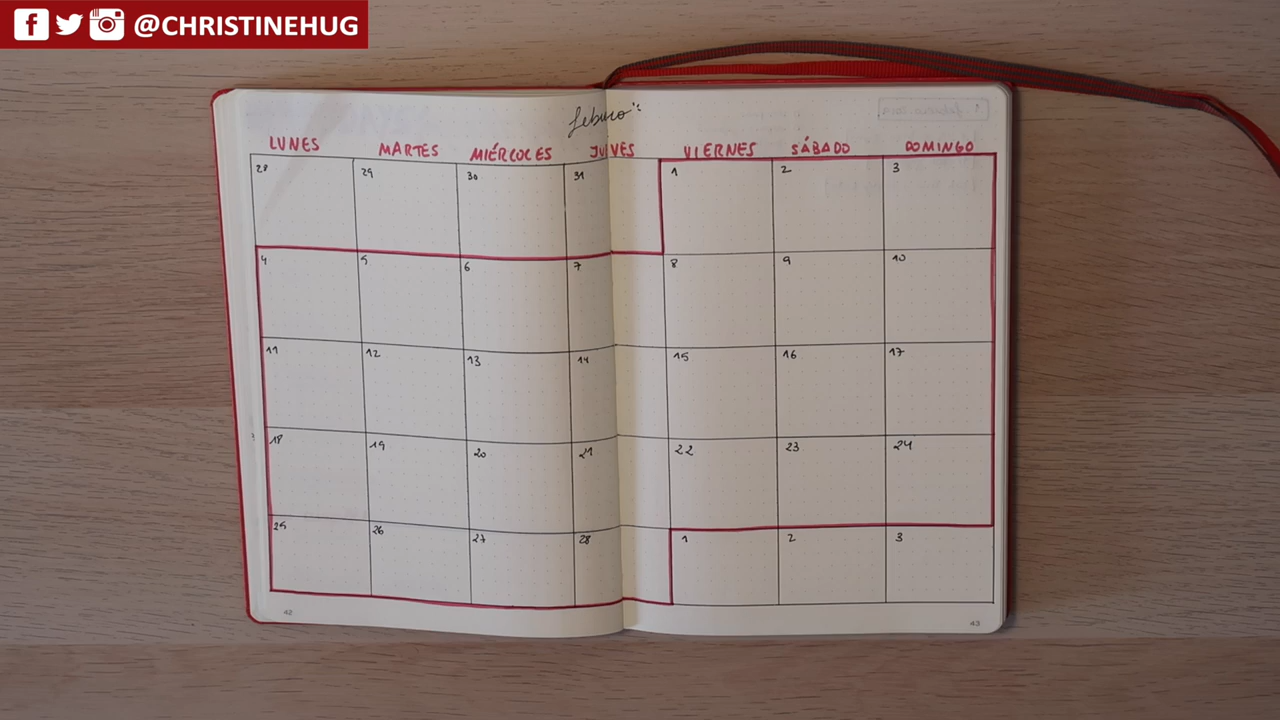 @CHRISTINEHUG
LUNES MARTES MIÉRCOLES JUEVES VIERNES SÁBADO DOMINGO
28 29 30 31 1 2 3
4 5 6 7 8 9 10
11 12 13 14 15 16 17
18 19 20 21 22 23 24
25 26 27 28 1 2 3
42 43